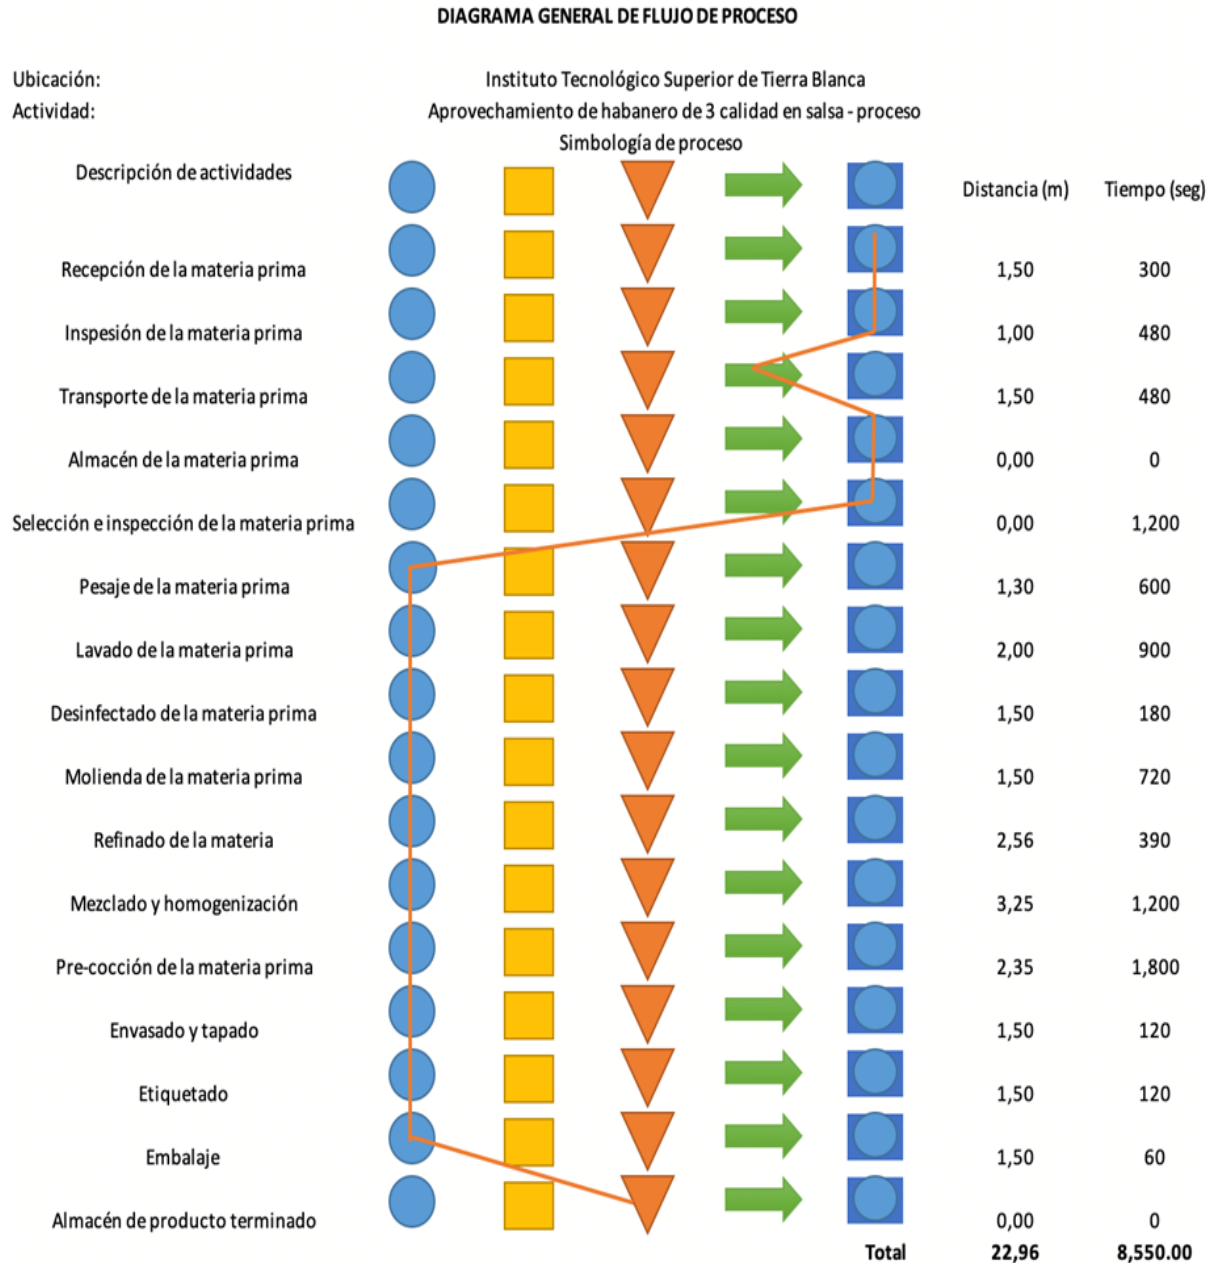 DIAGRAMA GENERAL DE FLUJO DE PROCESO
Ubicación: Instituto Tecnológico Superior de Tierra Blanca
Actividad: Aprovechamiento de habanero de 3 calidad en salsa - proceso
Simbología de proceso
Descripción de actividades Distancia (m) Tiempo (seg)
Recepción de la materia prima 1,50 300
Inspesión de la materia prima 1,00 480
Transporte de la materia prima 1,50 480
Almacén de la materia prima 0,00 0
Selección e inspección de la materia prima 0,00 1,200
Pesaje de la materia prima 1,30 600
Lavado de la materia prima 2,00 900
Desinfectado de la materia prima 1,50 180
Molienda de la materia prima 1,50 720
Refinado de la materia 2,56 390
Mezclado y homogenización 3,25 1,200
Pre-cocción de la materia prima 2,35 1,800
Envasado y tapado 1,50 120
Etiquetado 1,50 120
Embalaje 1,50 60
Almacén de producto terminado 0,00 0
Total 22,96 8,550.00